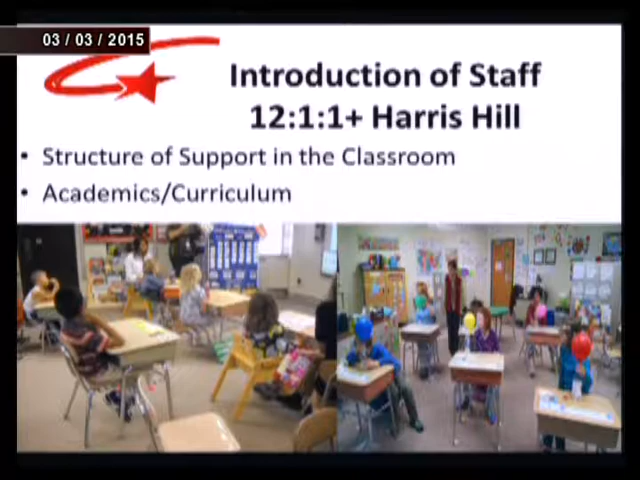 03 / 03 / 2015
Introduction of Staff
12:1:1+ Harris Hill
• Structure of Support in the Classroom
• Academics/Curriculum